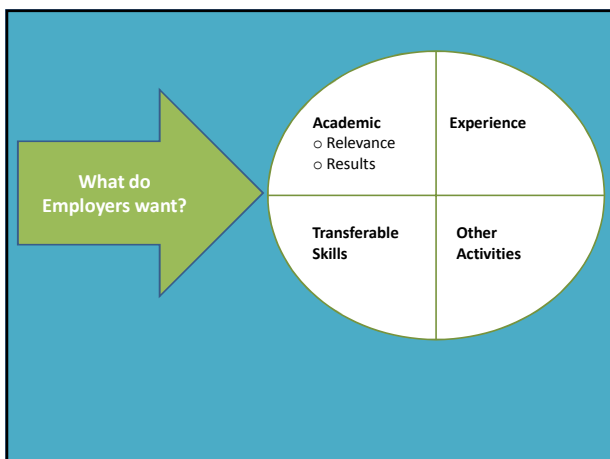 What do
Employers want?
Academic
○ Relevance
○ Results
Experience
Transferable
Skills
Other
Activities